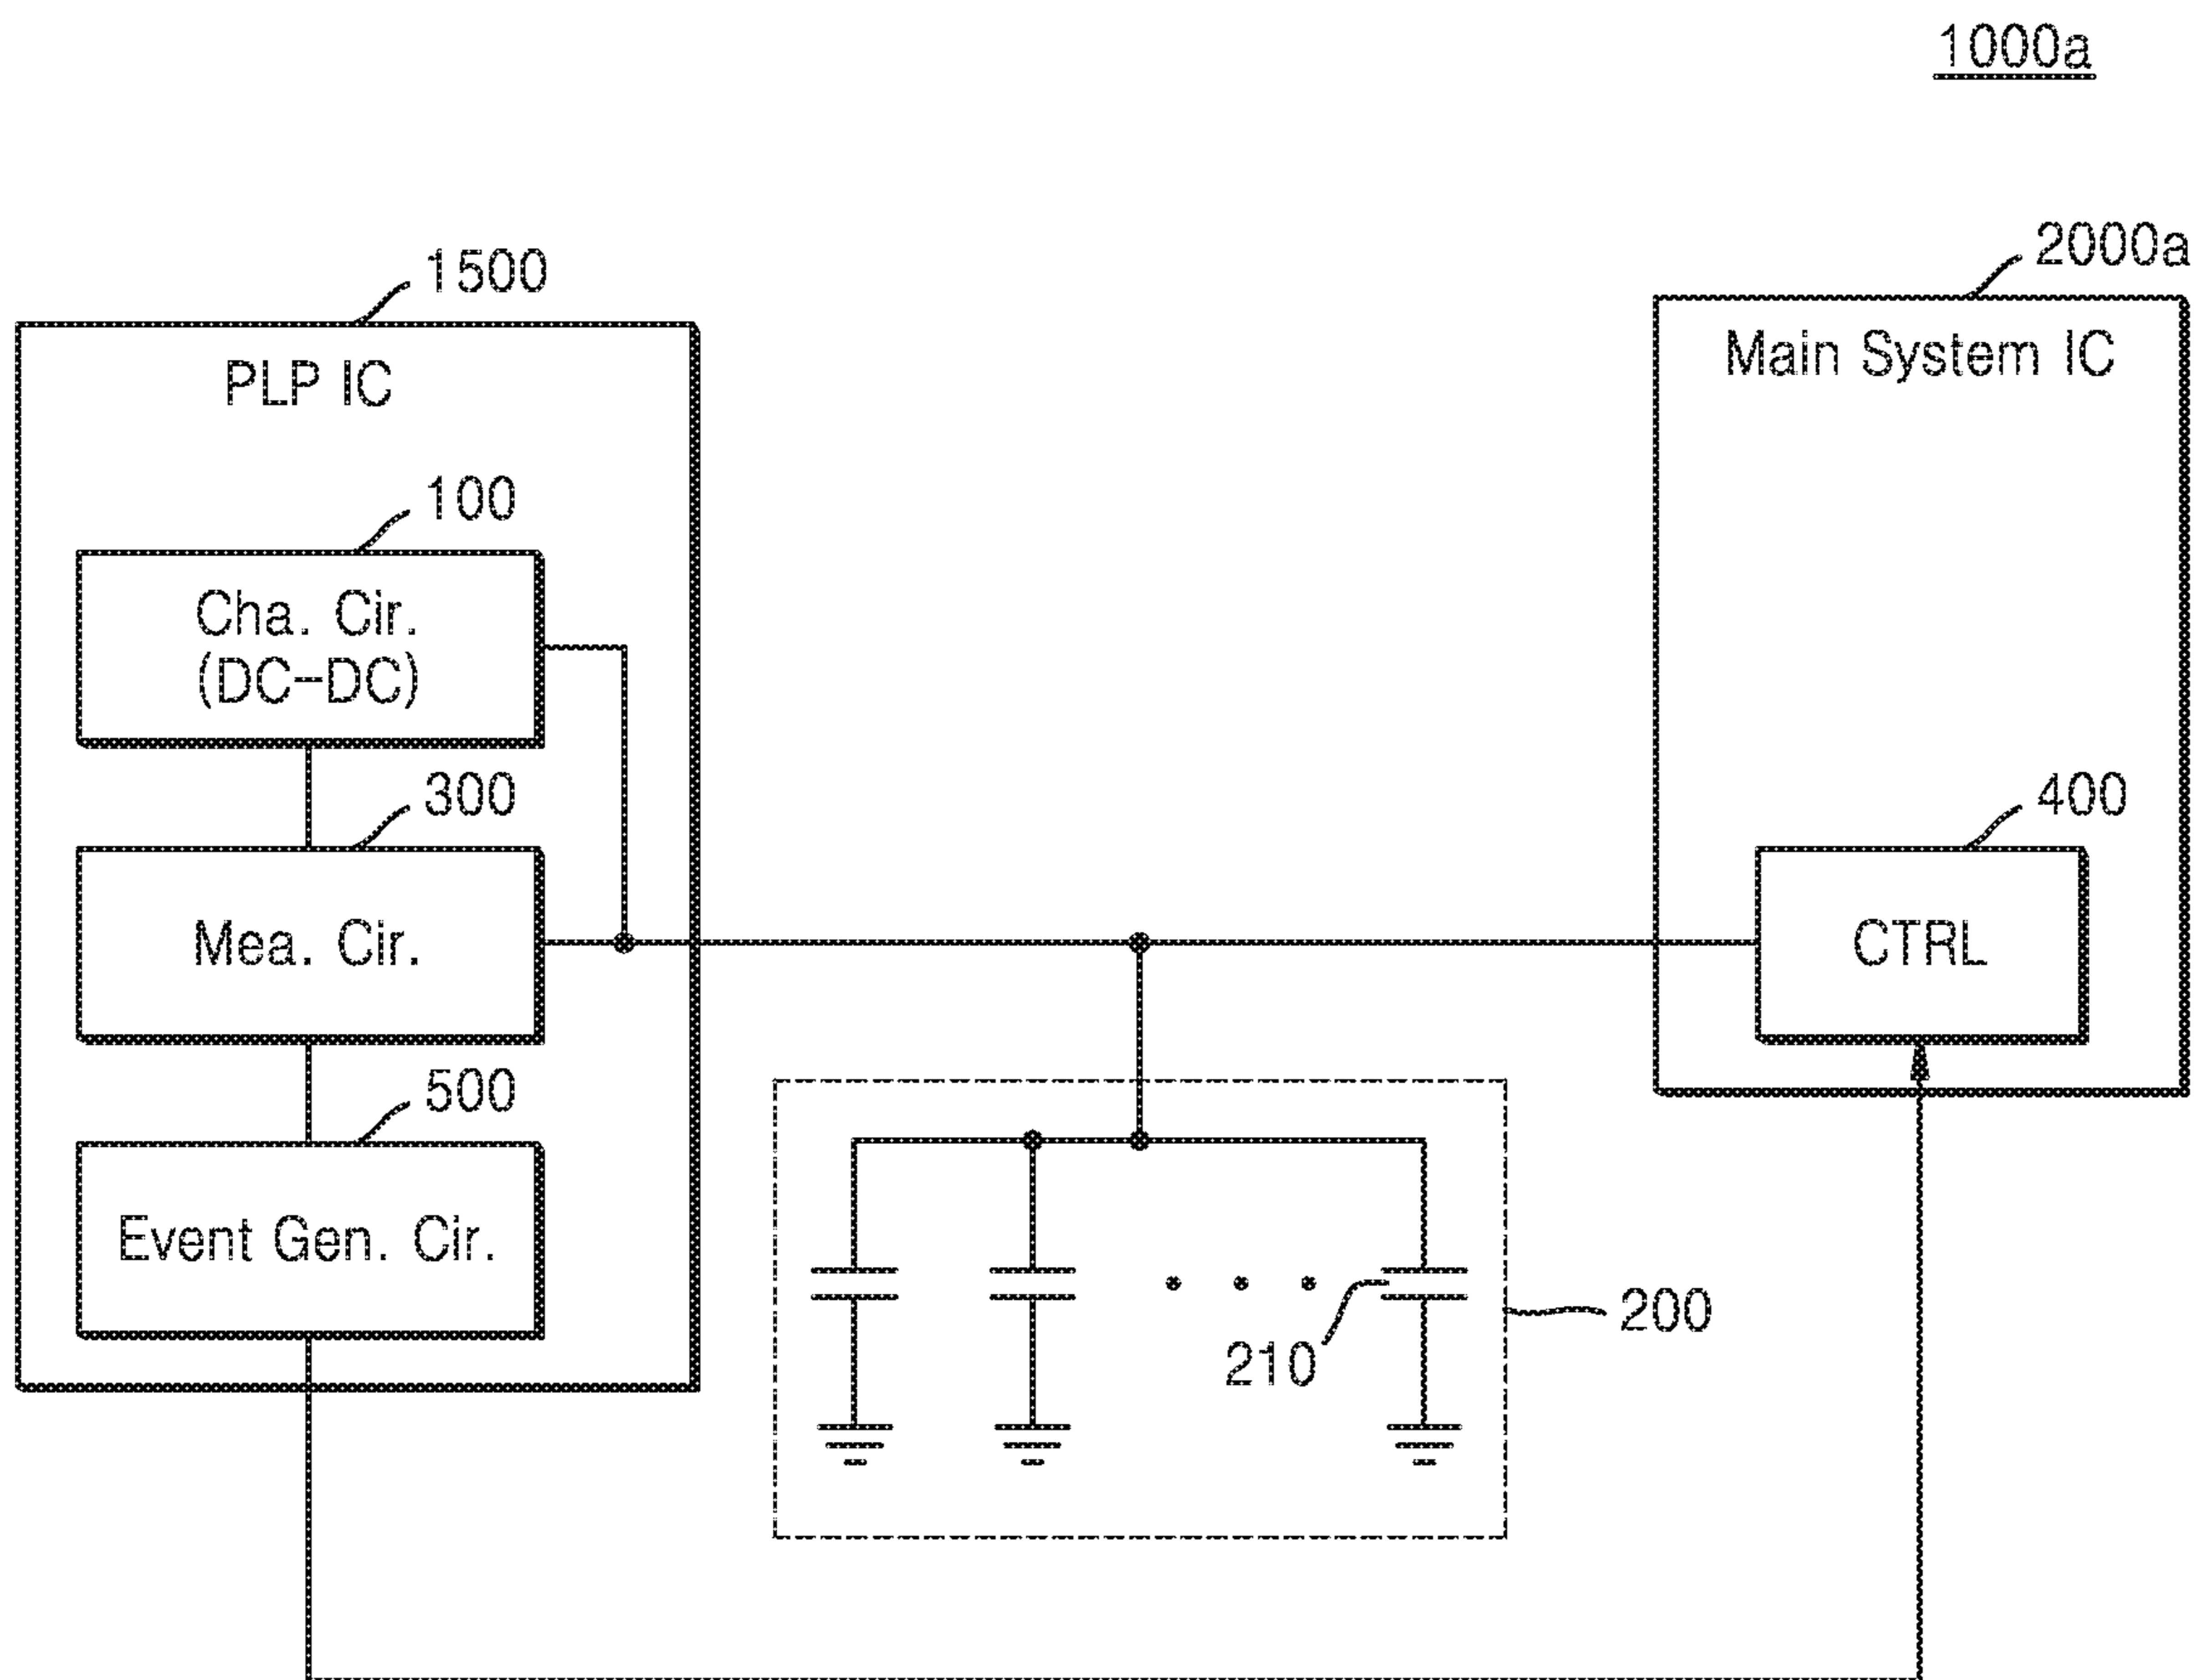 1000a
1500
2000a
PLP IC
Main System IC
100
Cha. Cir.
(DC-DC)
300
400
Mea. Cir.
CTRL
500
Event Gen. Cir.
200
210